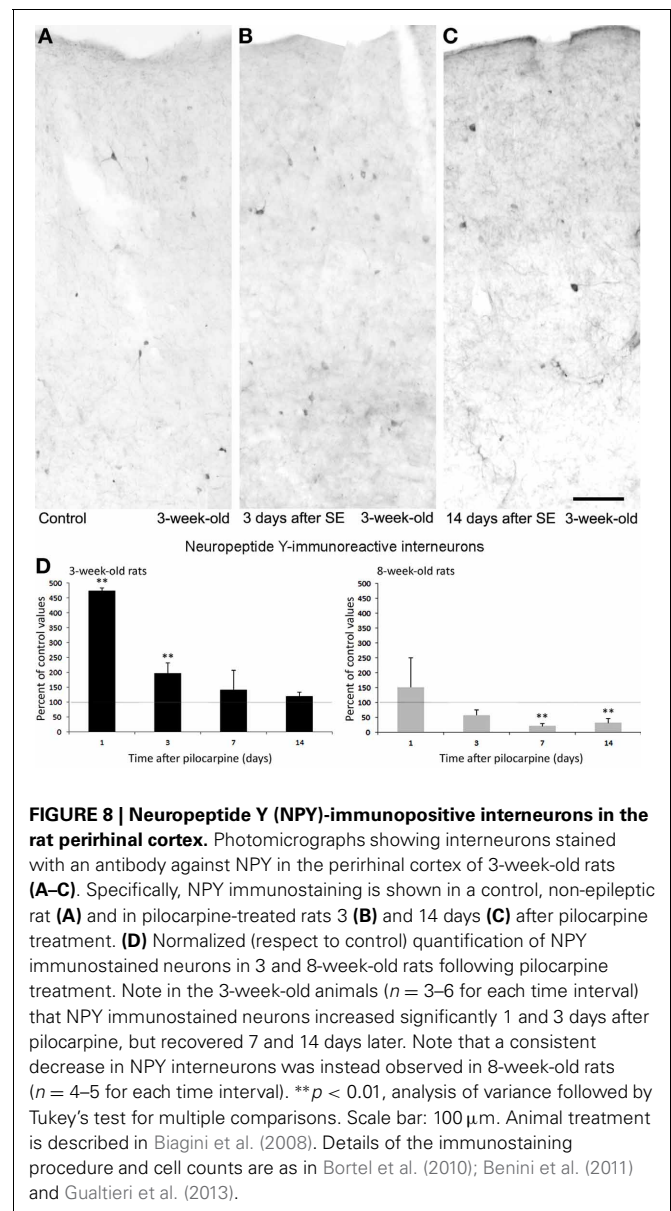 A
B
C
Control
3-week-old
3 days after SE
3-week-old
14 days after SE
3-week-old
Neuropeptide Y-immunoreactive interneurons
D
3-week-old rats
Percent of control values
500
450
400
350
300
250
200
150
100
50
0
**
**
1
3
7
14
Time after pilocarpine (days)
8-week-old rats
Percent of control values
500
450
400
350
300
250
200
150
100
50
0
**
**
1
3
7
14
Time after pilocarpine (days)
FIGURE 8 | Neuropeptide Y (NPY)-immunopositive interneurons in the
rat perirhinal cortex. Photomicrographs showing interneurons stained
with an antibody against NPY in the perirhinal cortex of 3-week-old rats
(A–C). Specifically, NPY immunostaining is shown in a control, non-epileptic
rat (A) and in pilocarpine-treated rats 3 (B) and 14 days (C) after pilocarpine
treatment. (D) Normalized (respect to control) quantification of NPY
immunostained neurons in 3 and 8-week-old rats following pilocarpine
treatment. Note in the 3-week-old animals (n = 3–6 for each time interval)
that NPY immunostained neurons increased significantly 1 and 3 days after
pilocarpine, but recovered 7 and 14 days later. Note that a consistent
decrease in NPY interneurons was instead observed in 8-week-old rats
(n = 4–5 for each time interval). **p < 0.01, analysis of variance followed by
Tukey's test for multiple comparisons. Scale bar: 100 μm. Animal treatment
is described in Biagini et al. (2008). Details of the immunostaining
procedure and cell counts are as in Bortel et al. (2010); Benini et al. (2011)
and Gualtieri et al. (2013).